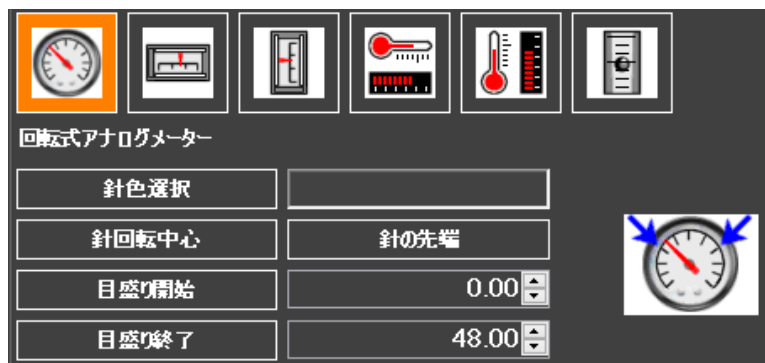 回転式アナログメーター
針色選択
針回転中心 針の先端
目盛り開始 0.00
目盛り終了 48.00